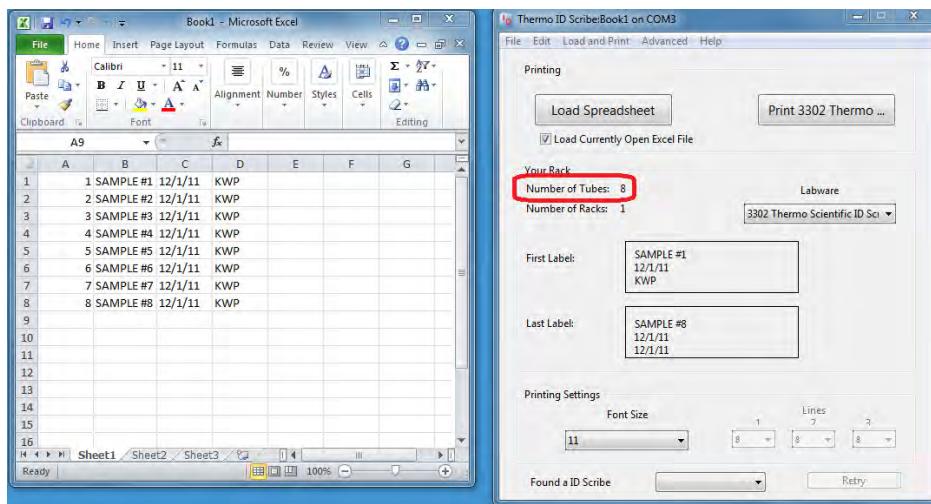 Book1 - Microsoft Excel
File Home Insert Page Layout Formulas Data Review View
Paste
Calibri 11
B I U A A
A
Alignment Number Styles Cells
%
A
Σ
Clipboard Font Editing
A9 fx
A B C D E F G
1 1 SAMPLE #1 12/1/11 KWP
2 2 SAMPLE #2 12/1/11 KWP
3 3 SAMPLE #3 12/1/11 KWP
4 4 SAMPLE #4 12/1/11 KWP
5 5 SAMPLE #5 12/1/11 KWP
6 6 SAMPLE #6 12/1/11 KWP
7 7 SAMPLE #7 12/1/11 KWP
8 8 SAMPLE #8 12/1/11 KWP
9
10
11
12
13
14
15
16
Sheet1 Sheet2 Sheet3
Ready 100%
Thermo ID Scribe:Book1 on COM3
File Edit Load and Print Advanced Help
Printing
Load Spreadsheet Print 3302 Thermo ...
Load Currently Open Excel File
Your Rack
Number of Tubes: 8
Number of Racks: 1
Labware
3302 Thermo Scientific ID Scr
First Label:
SAMPLE #1
12/1/11
KWP
Last Label:
SAMPLE #8
12/1/11
12/1/11
Printing Settings
Font Size
11
Lines
1 2 3
8 8 8
Found a ID Scribe Retry